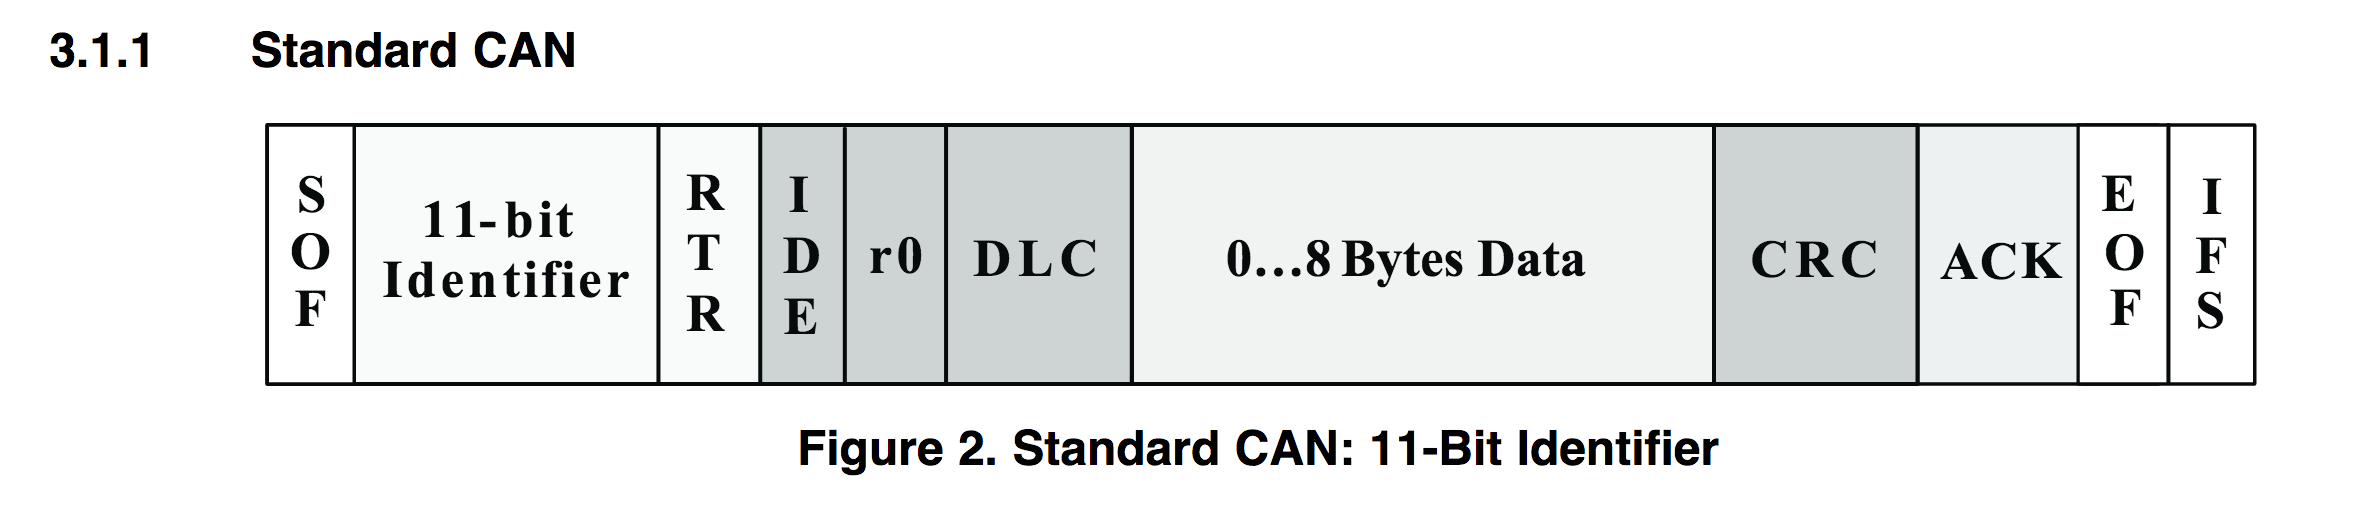 3.1.1 Standard CAN
SOF
11-bit
Identifier
RTR
IDE
r0
DLC
0...8 Bytes Data
CRC
ACK
EOF
IFS
Figure 2. Standard CAN: 11-Bit Identifier